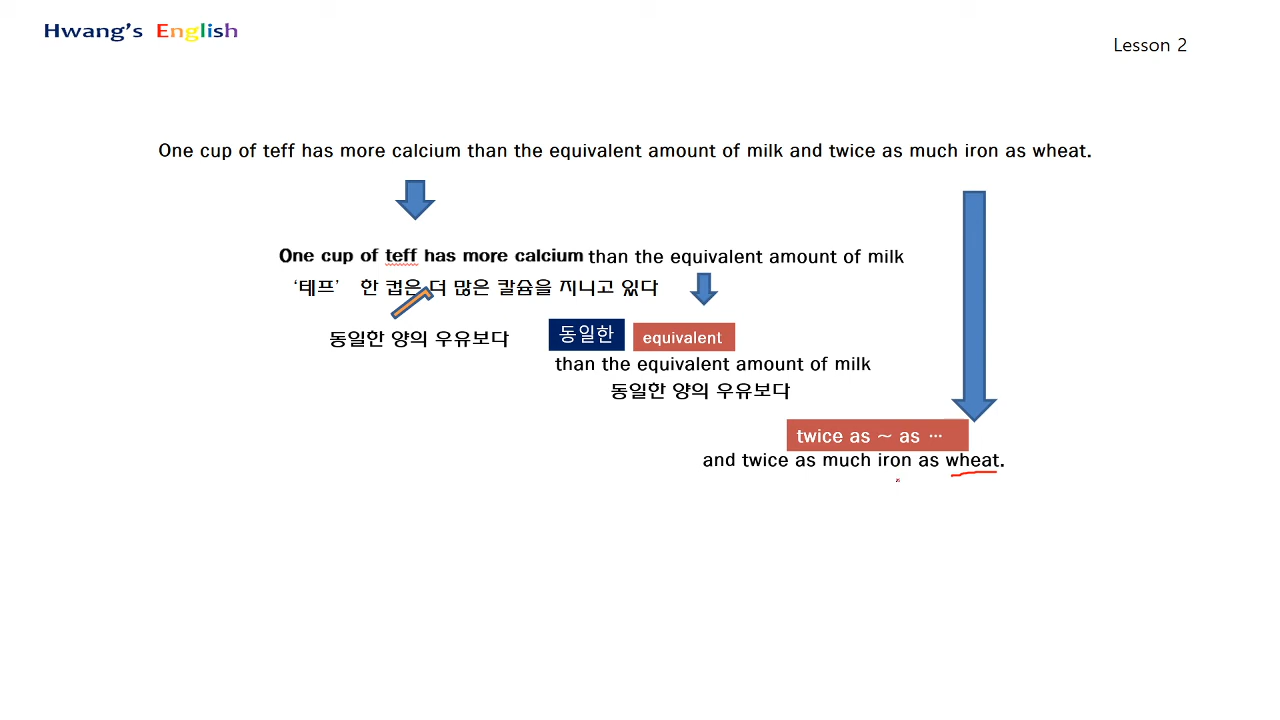 Hwang's English
Lesson 2
One cup of teff has more calcium than the equivalent amount of milk and twice as much iron as wheat.
One cup of teff has more calcium than the equivalent amount of milk
‘테프’ 한 컵은 더 많은 칼슘을 지니고 있다
동일한 양의 우유보다
동일한 equivalent
than the equivalent amount of milk
동일한 양의 우유보다
twice as ~ as ···
and twice as much iron as wheat.